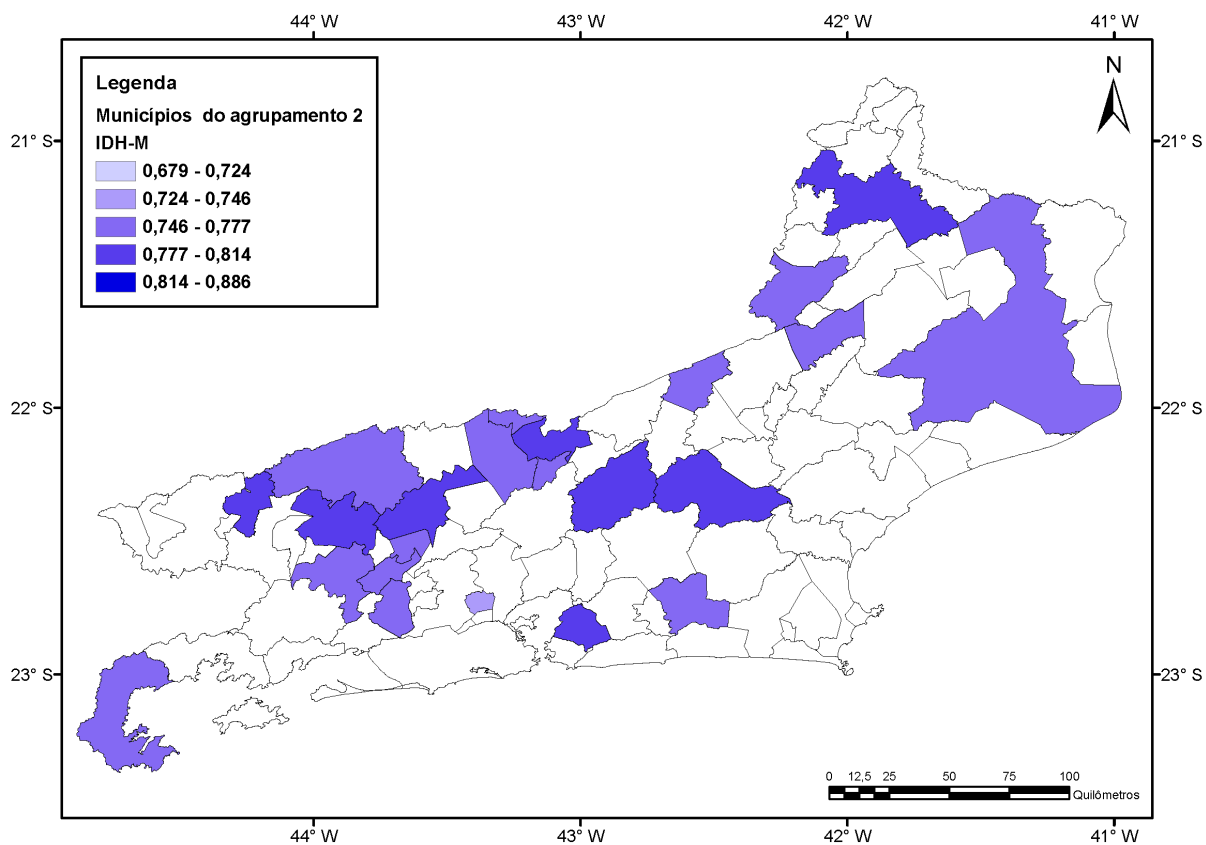 44° W 43° W 42° W 41° W
N
Legenda
Municípios do agrupamento 2
IDH-M
0,679 - 0,724
0,724 - 0,746
0,746 - 0,777
0,777 - 0,814
0,814 - 0,886
21° S 21° S
22° S 22° S
23° S 23° S
0 12,5 25 50 75 100
Quilômetros
44° W 43° W 42° W 41° W